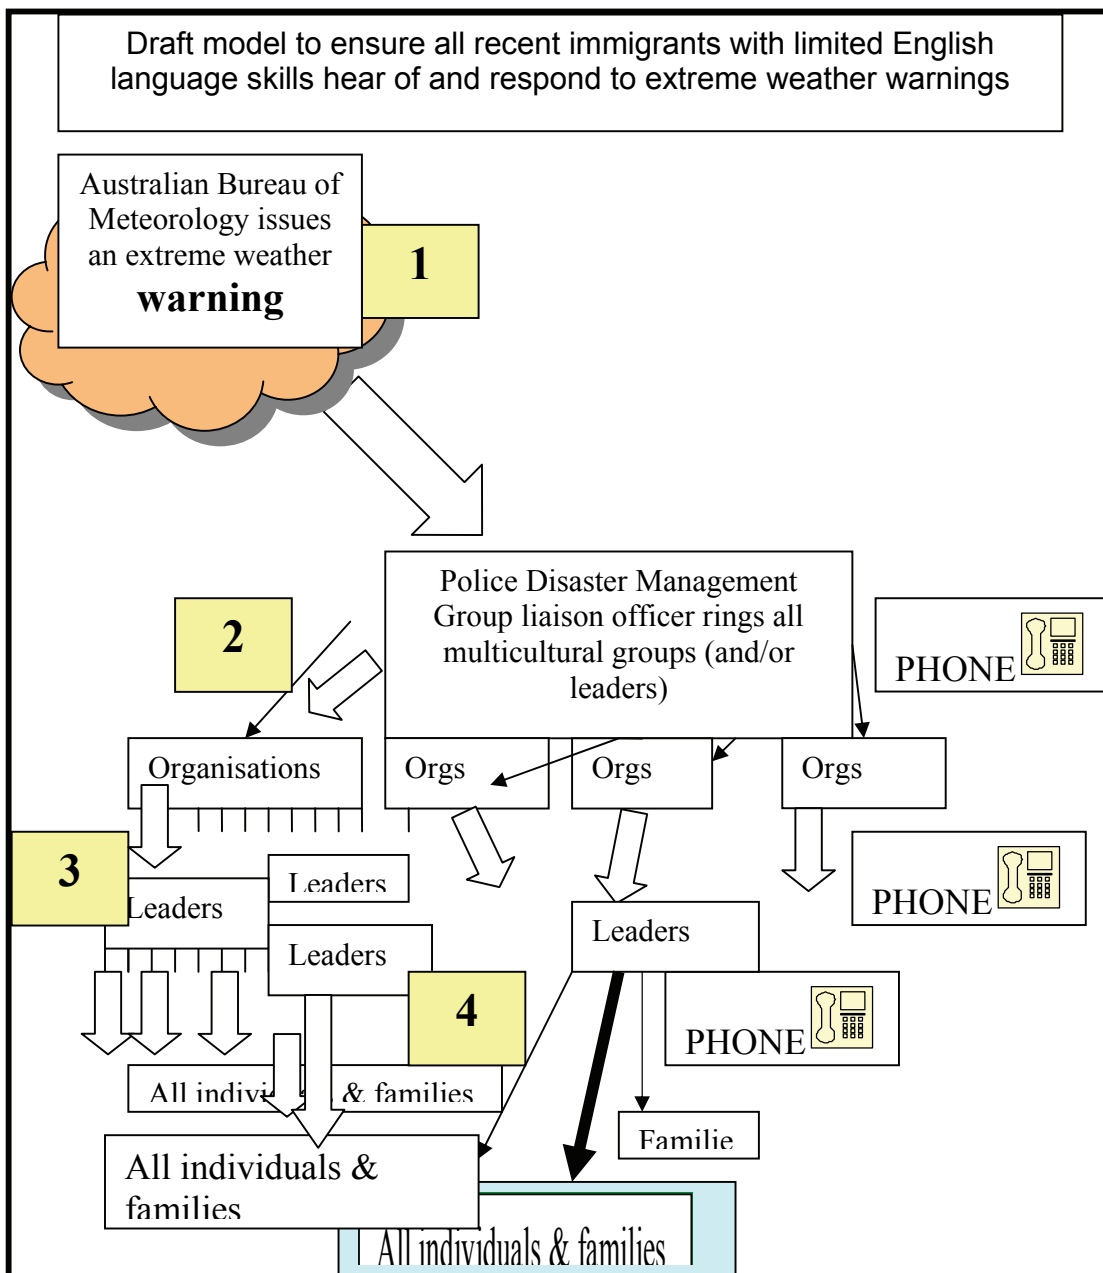 Draft model to ensure all recent immigrants with limited English
language skills hear of and respond to extreme weather warnings
Australian Bureau of
Meteorology issues
an extreme weather
warning
1
Police Disaster Management
Group liaison officer rings all
multicultural groups (and/or
leaders)
2
PHONE
Organisations
Orgs
Orgs
Orgs
3
Leaders
Leaders
Leaders
PHONE
Leaders
4
PHONE
All individuals & families
Familie
All individuals &
families
All individuals & families